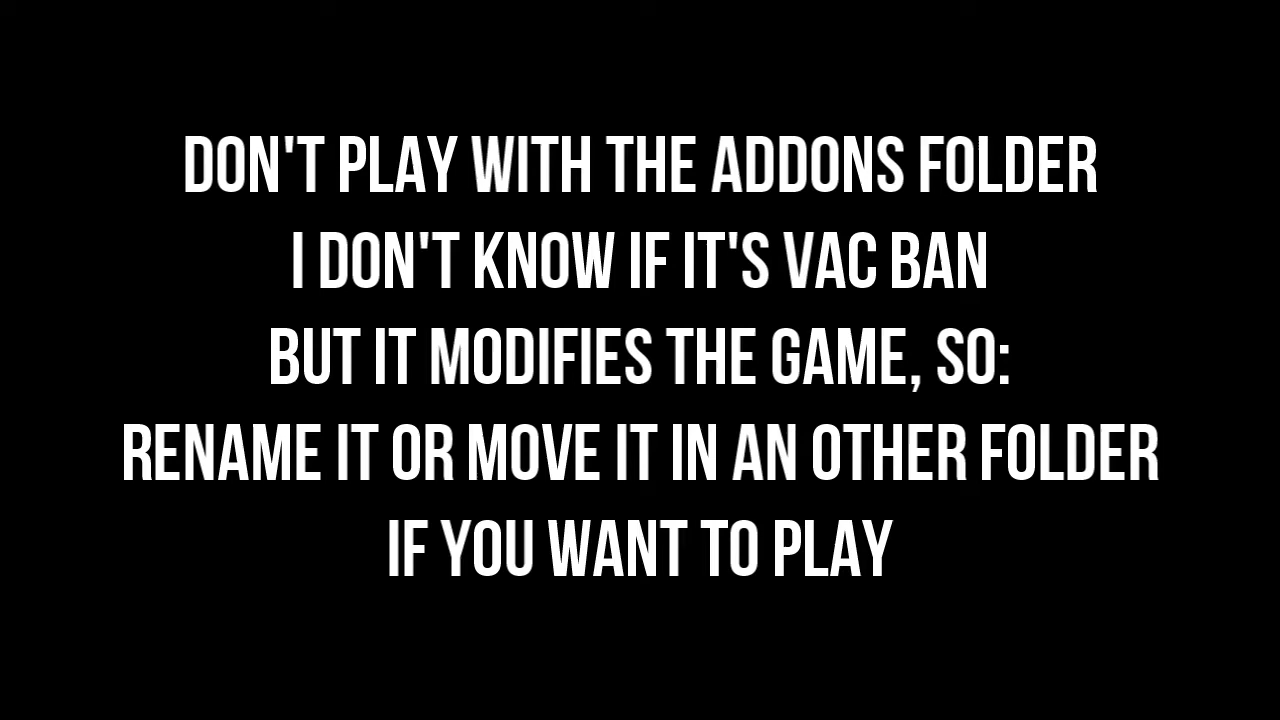 DON'T PLAY WITH THE ADDONS FOLDER
I DON'T KNOW IF IT'S VAC BAN
BUT IT MODIFIES THE GAME, SO:
RENAME IT OR MOVE IT IN AN OTHER FOLDER
IF YOU WANT TO PLAY